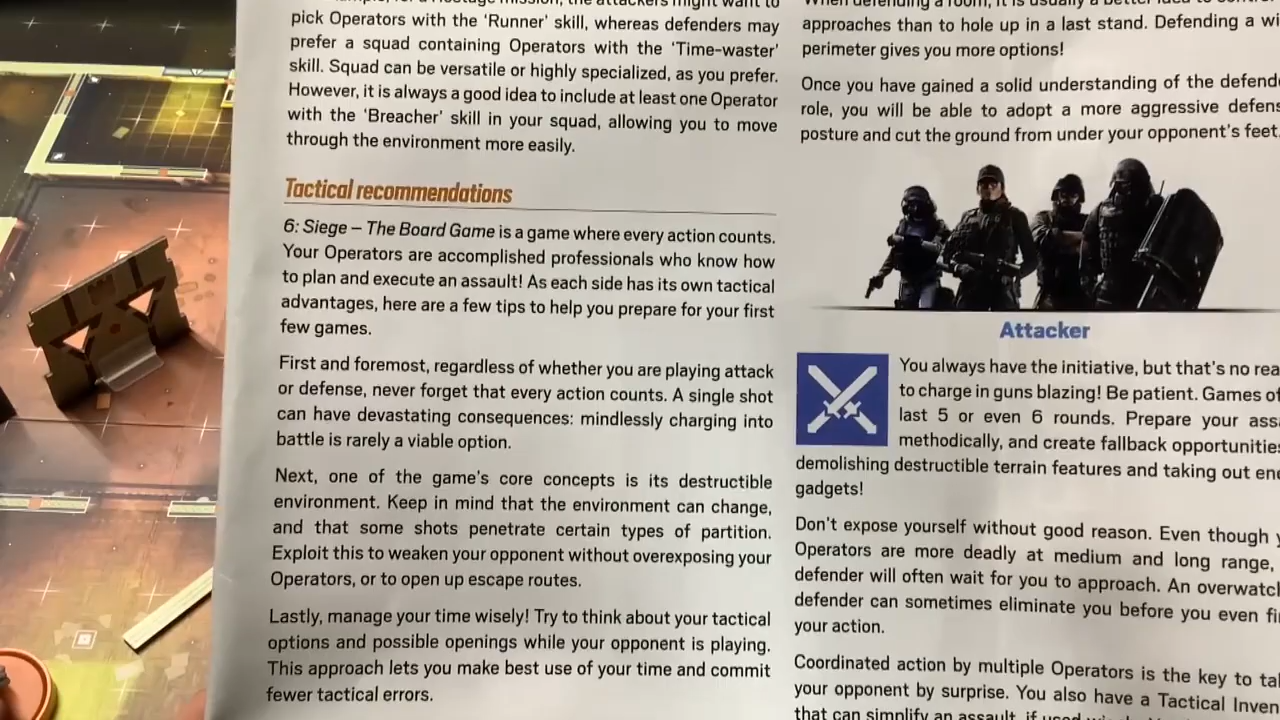 pick Operators with the 'Runner' skill, whereas defenders may
prefer a squad containing Operators with the 'Time-waster'
skill. Squad can be versatile or highly specialized, as you prefer.
However, it is always a good idea to include at least one Operator
with the 'Breacher' skill in your squad, allowing you to move
through the environment more easily.
Tactical recommendations
6: Siege – The Board Game is a game where every action counts.
Your Operators are accomplished professionals who know how
to plan and execute an assault! As each side has its own tactical
advantages, here are a few tips to help you prepare for your first
few games.
First and foremost, regardless of whether you are playing attack
or defense, never forget that every action counts. A single shot
can have devastating consequences: mindlessly charging into
battle is rarely a viable option.
Next, one of the game's core concepts is its destructible
environment. Keep in mind that the environment can change,
and that some shots penetrate certain types of partition.
Exploit this to weaken your opponent without overexposing your
Operators, or to open up escape routes.
Lastly, manage your time wisely! Try to think about your tactical
options and possible openings while your opponent is playing.
This approach lets you make best use of your time and commit
fewer tactical errors.
approaches than to hole up in a last stand. Defending a
perimeter gives you more options!
Once you have gained a solid understanding of the
role, you will be able to adopt a more aggressive
posture and cut the ground from under your opponent's feet.
Attacker
You always have the initiative, but that's no
to charge in guns blazing! Be patient. Games
last 5 or even 6 rounds. Prepare your
methodically, and create fallback
demolishing destructible terrain features and taking out
gadgets!
Don't expose yourself without good reason. Even though
Operators are more deadly at medium and long range,
defender will often wait for you to approach. An
defender can sometimes eliminate you before you even
your action.
Coordinated action by multiple Operators is the key to
your opponent by surprise. You also have a Tactical
that can simplify an assault, if used